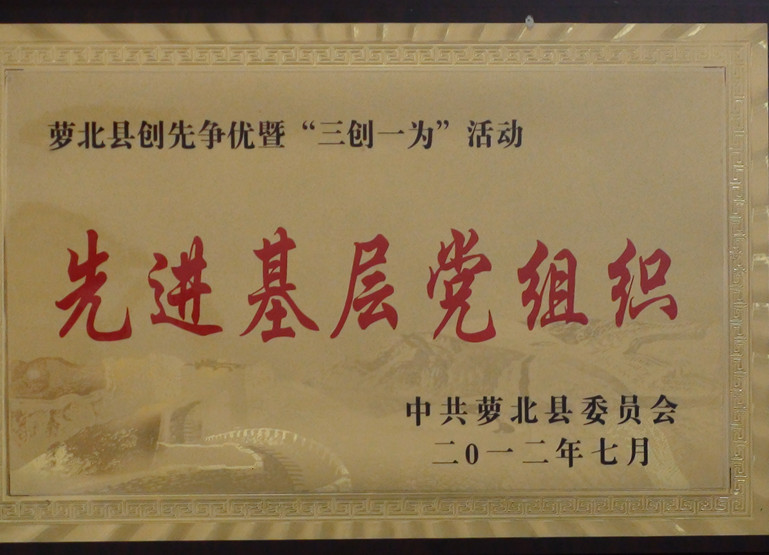 萝北县创先争优暨“三创一为”活动
先进基层党组织
中共萝北县委员会
二0一二年七月